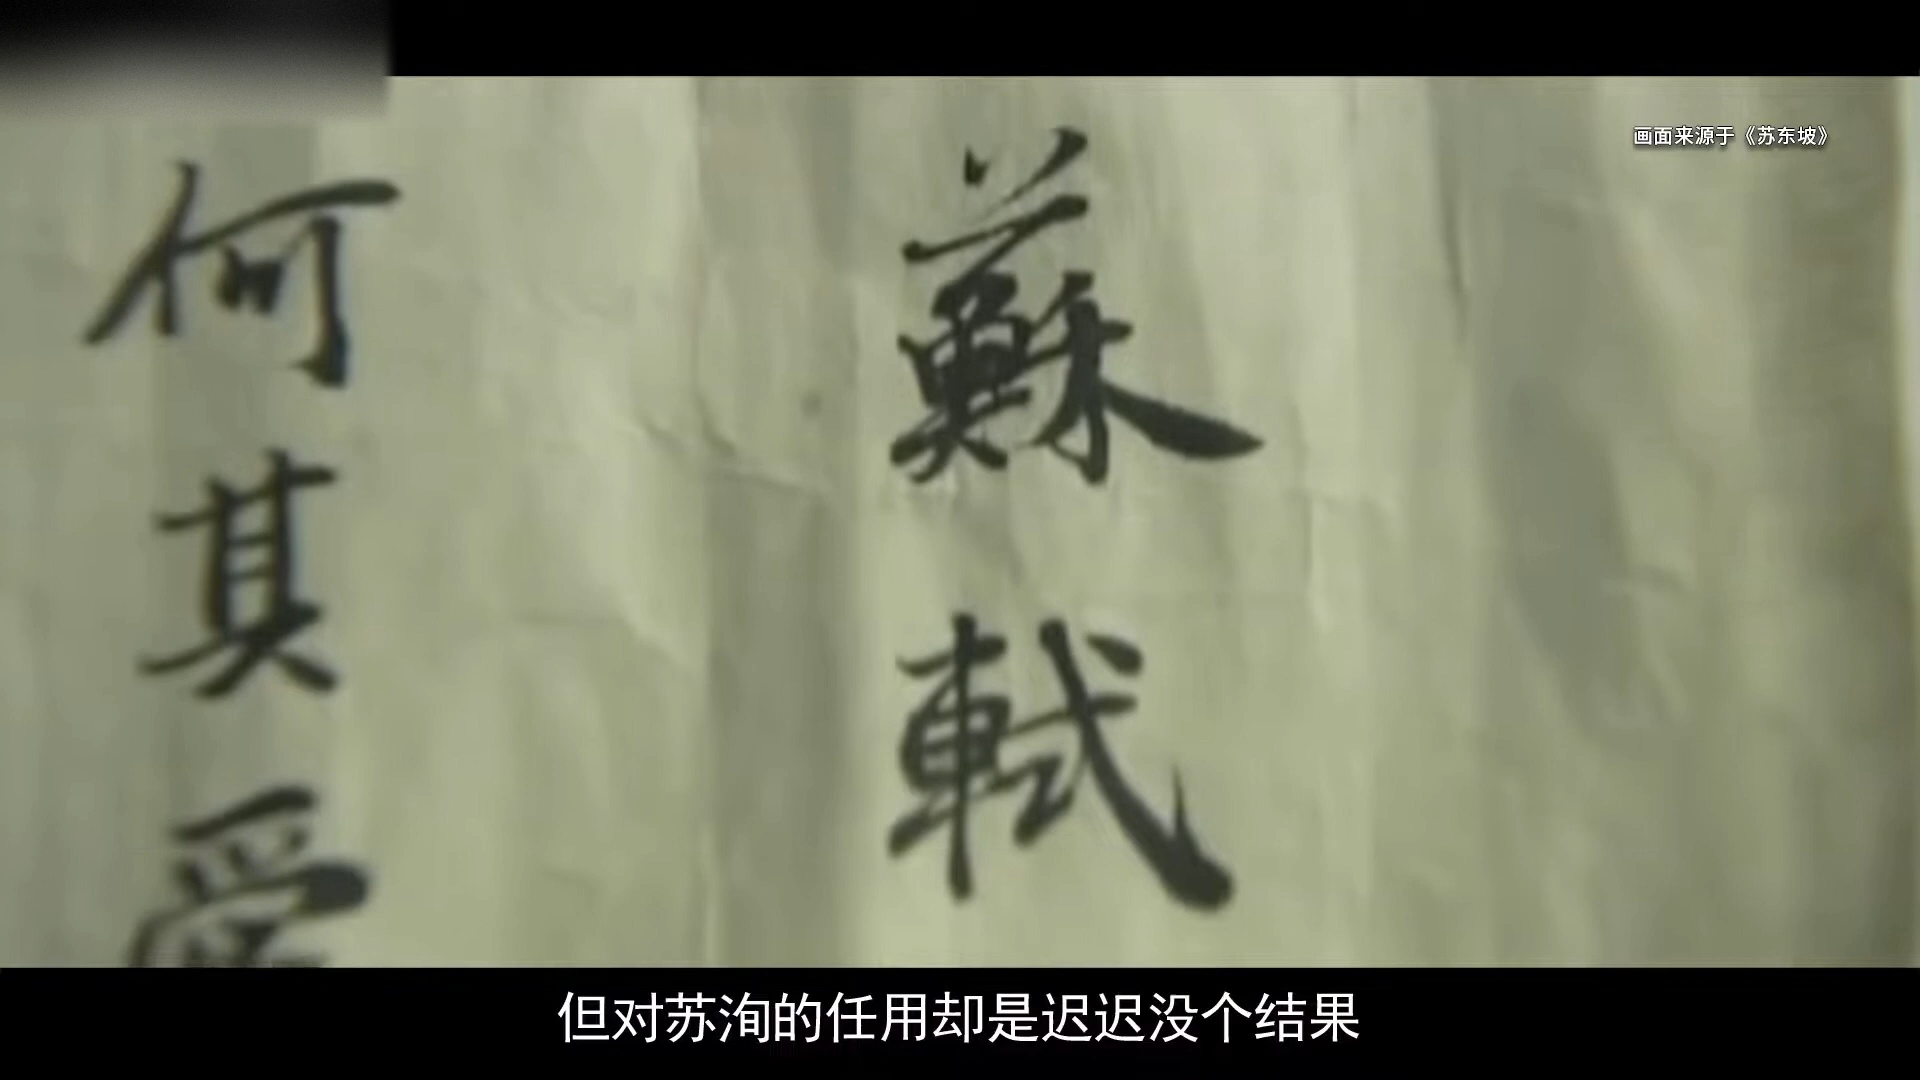 画面来源于《苏东坡》
蘇軾
何其
但对苏洵的任用却是迟迟没个结果